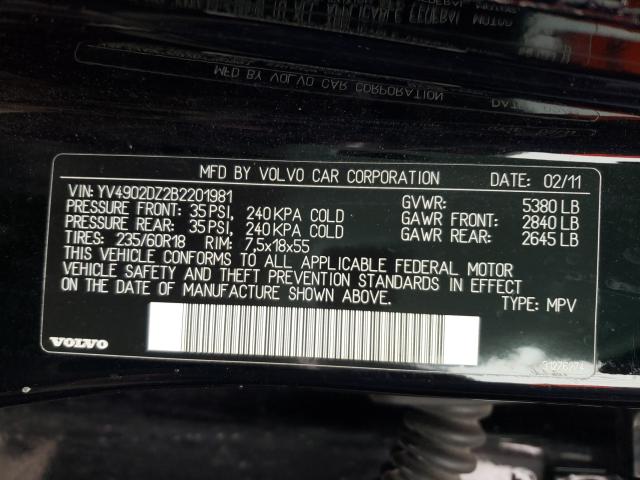 MFD BY VOLVO CAR CORPORATION DATE: 02/11
VIN: YV4902DZ2B2201981 GVWR: 5380 LB
PRESSURE FRONT: 35 PSI, 240 KPA COLD GAWR FRONT: 2840 LB
PRESSURE REAR: 35 PSI, 240 KPA COLD GAWR REAR: 2645 LB
TIRES: 235/60R18 RIM: 7,5x18x55
THIS VEHICLE CONFORMS TO ALL APPLICABLE FEDERAL MOTOR
VEHICLE SAFETY AND THEFT PREVENTION STANDARDS IN EFFECT
ON THE DATE OF MANUFACTURE SHOWN ABOVE. TYPE: MPV
VOLVO